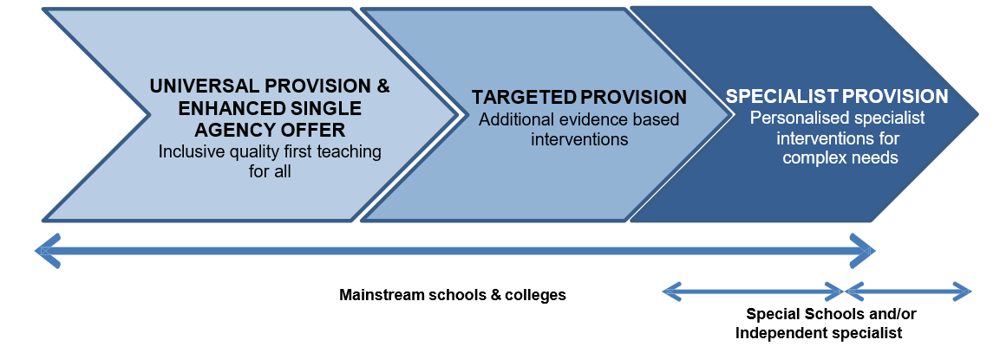 UNIVERSAL PROVISION &
ENHANCED SINGLE
AGENCY OFFER
Inclusive quality first teaching
for all
TARGETED PROVISION
Additional evidence based
interventions
SPECIALIST PROVISION
Personalised specialist
interventions for
complex needs
Mainstream schools & colleges
Special Schools and/or
Independent specialist